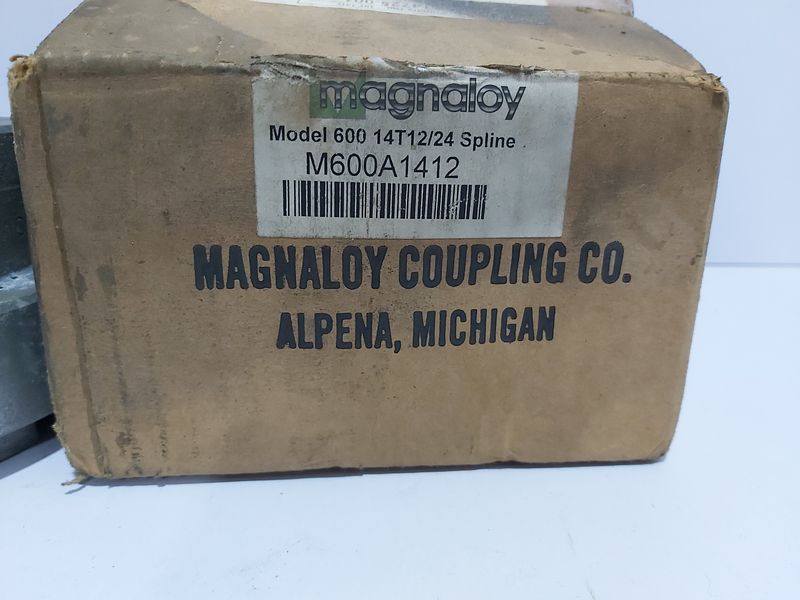 magnaloy
Model 600 14T12/24 Spline
M600A1412
MAGNALOY COUPLING CO.
ALPENA, MICHIGAN